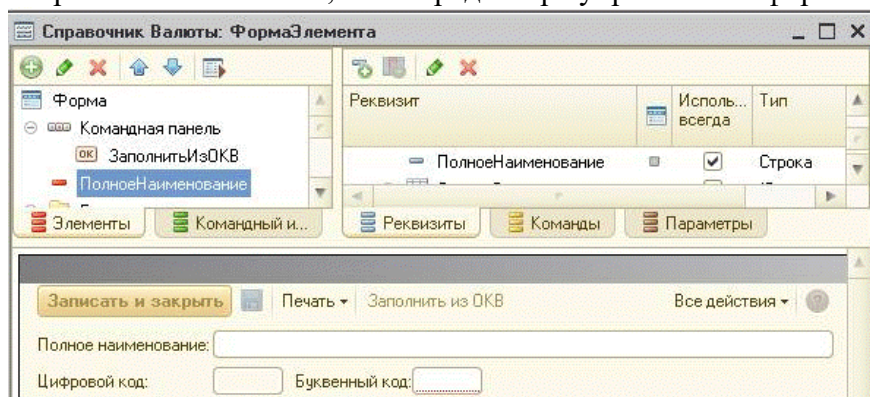 Справочник Валюты: ФормаЭлемента
Форма
Командная панель
ОК ЗаполнитьИзОКВ
ПолноеНаименование
Элементы
Командный и...
Реквизит
Исполь... всегда
Тип
ПолноеНаименование
Строка
Реквизиты
Команды
Параметры
Записать и закрыть
Печать
Заполнить из ОКВ
Все действия
?
Полное наименование:
Цифровой код:
Буквенный код: